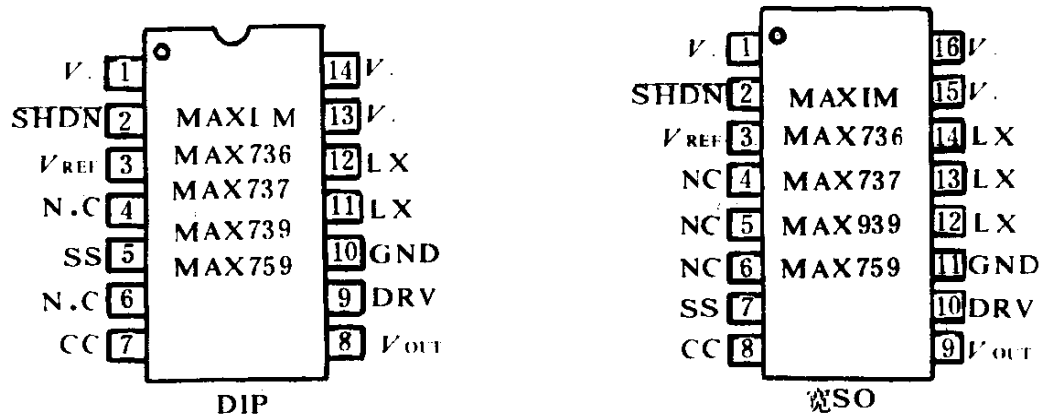 V. 1
SHDN 2
VREF 3
N.C 4
SS 5
N.C 6
CC 7
MAXIM
MAX736
MAX737
MAX739
MAX759
14 V.
13 V.
12 LX
11 LX
10 GND
9 DRV
8 VOUT
DIP
V. 1
SHDN 2
VREF 3
NC 4
NC 5
NC 6
SS 7
CC 8
MAXIM
MAX736
MAX737
MAX939
MAX759
16 V.
15 V.
14 LX
13 LX
12 LX
11 GND
10 DRV
9 VOUT
宽SO